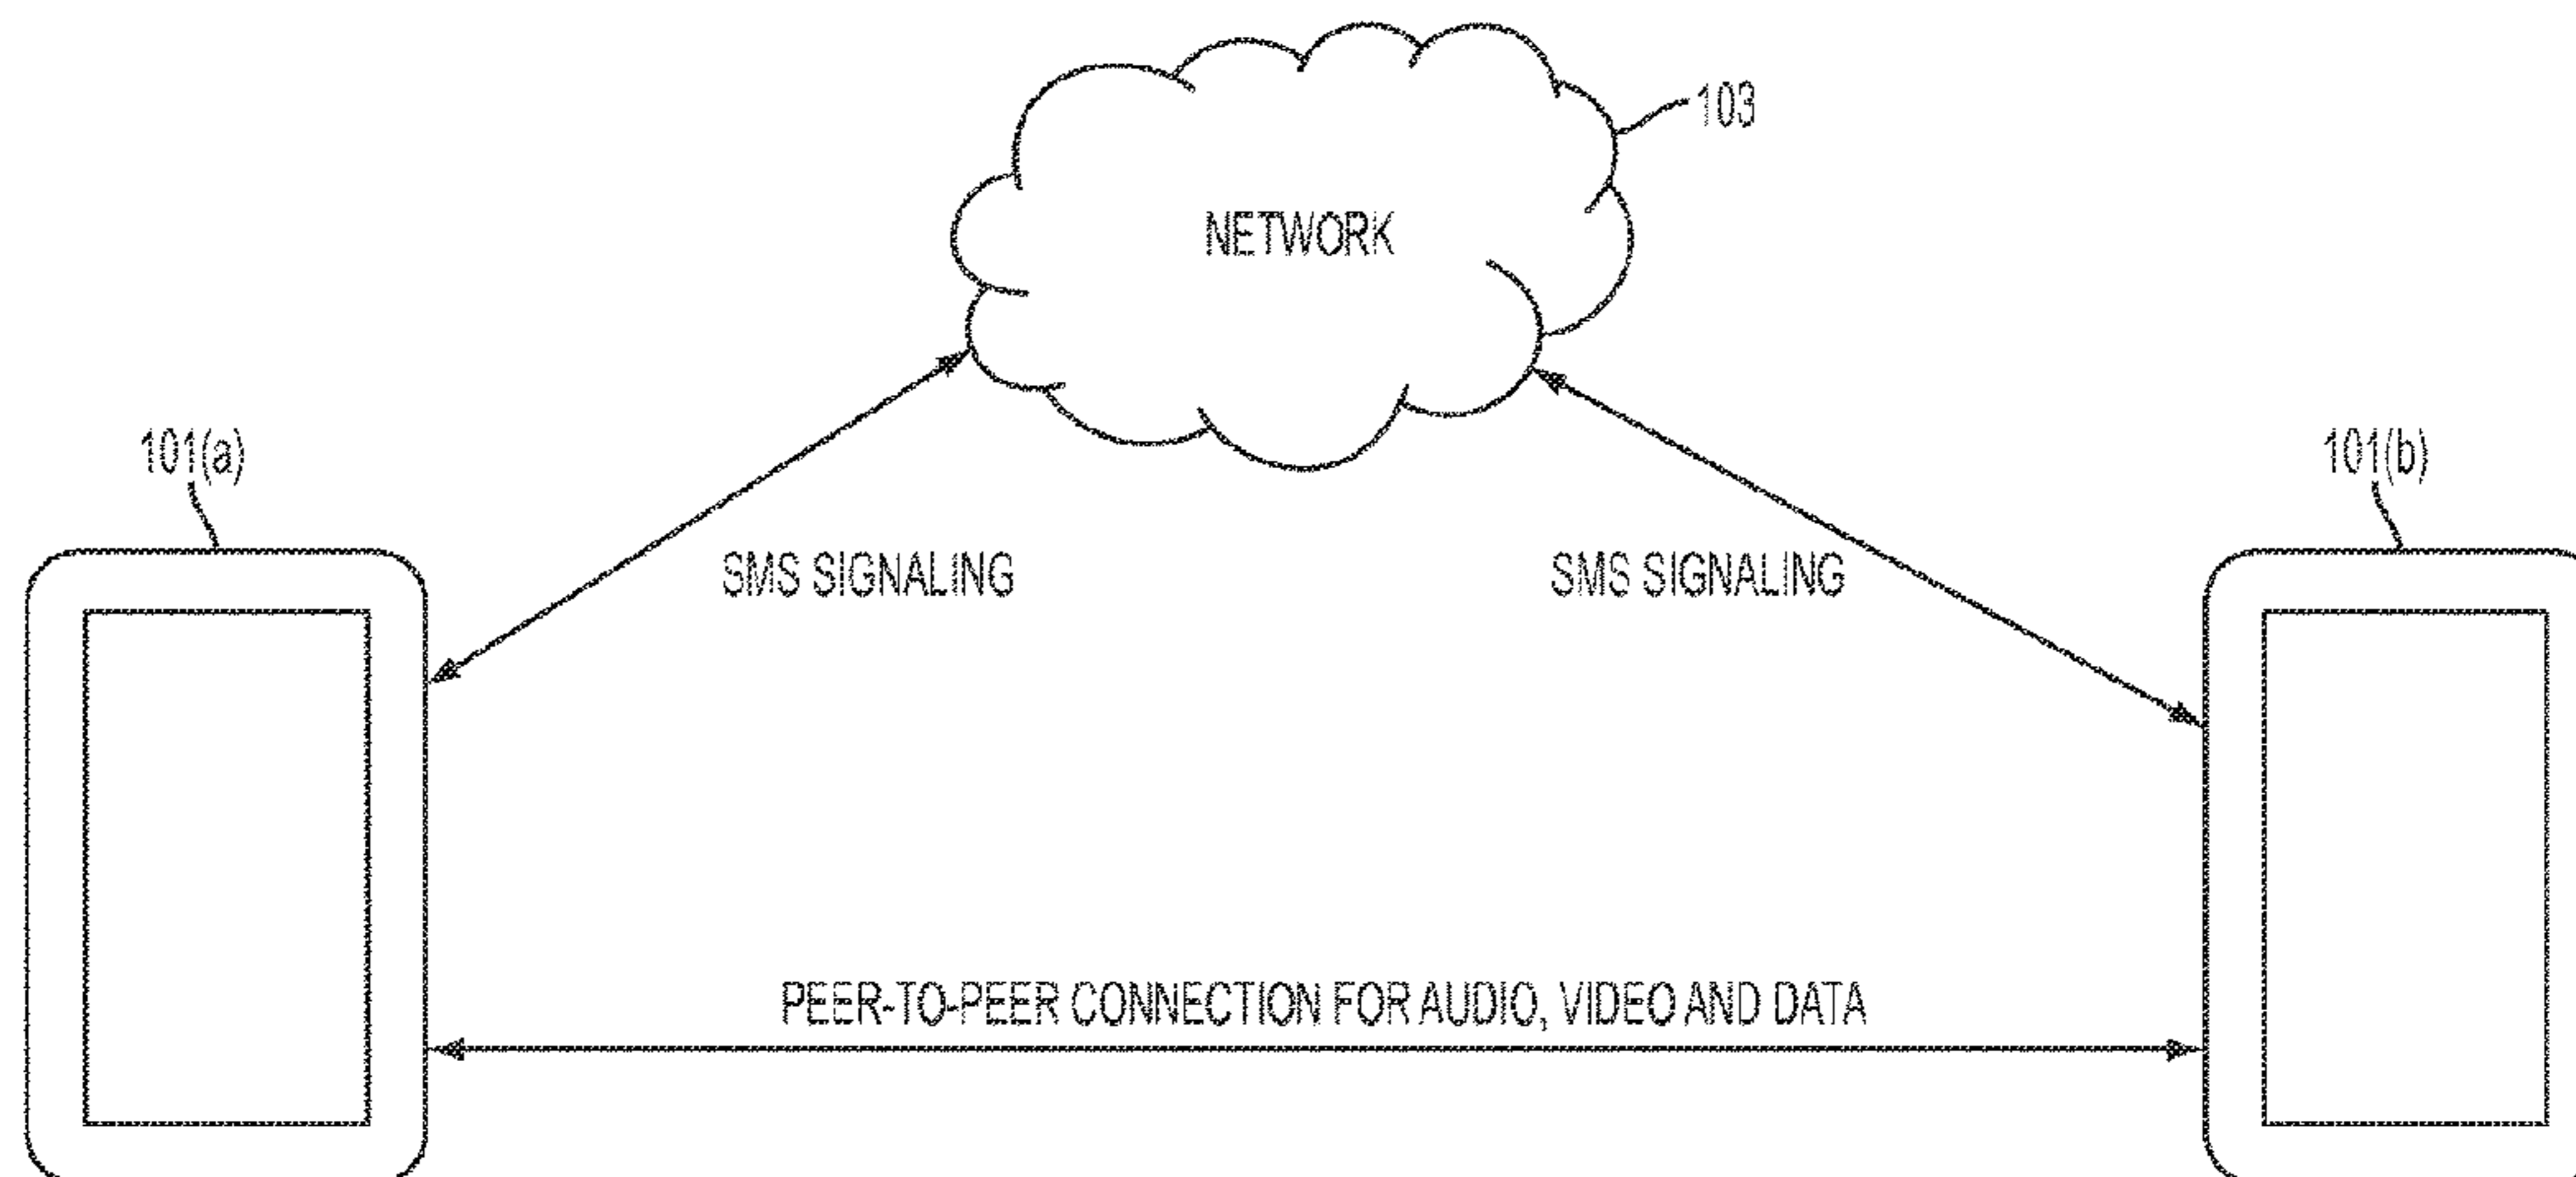 103
NETWORK
101(a)
101(b)
SMS SIGNALING
SMS SIGNALING
PEER-TO-PEER CONNECTION FOR AUDIO, VIDEO AND DATA